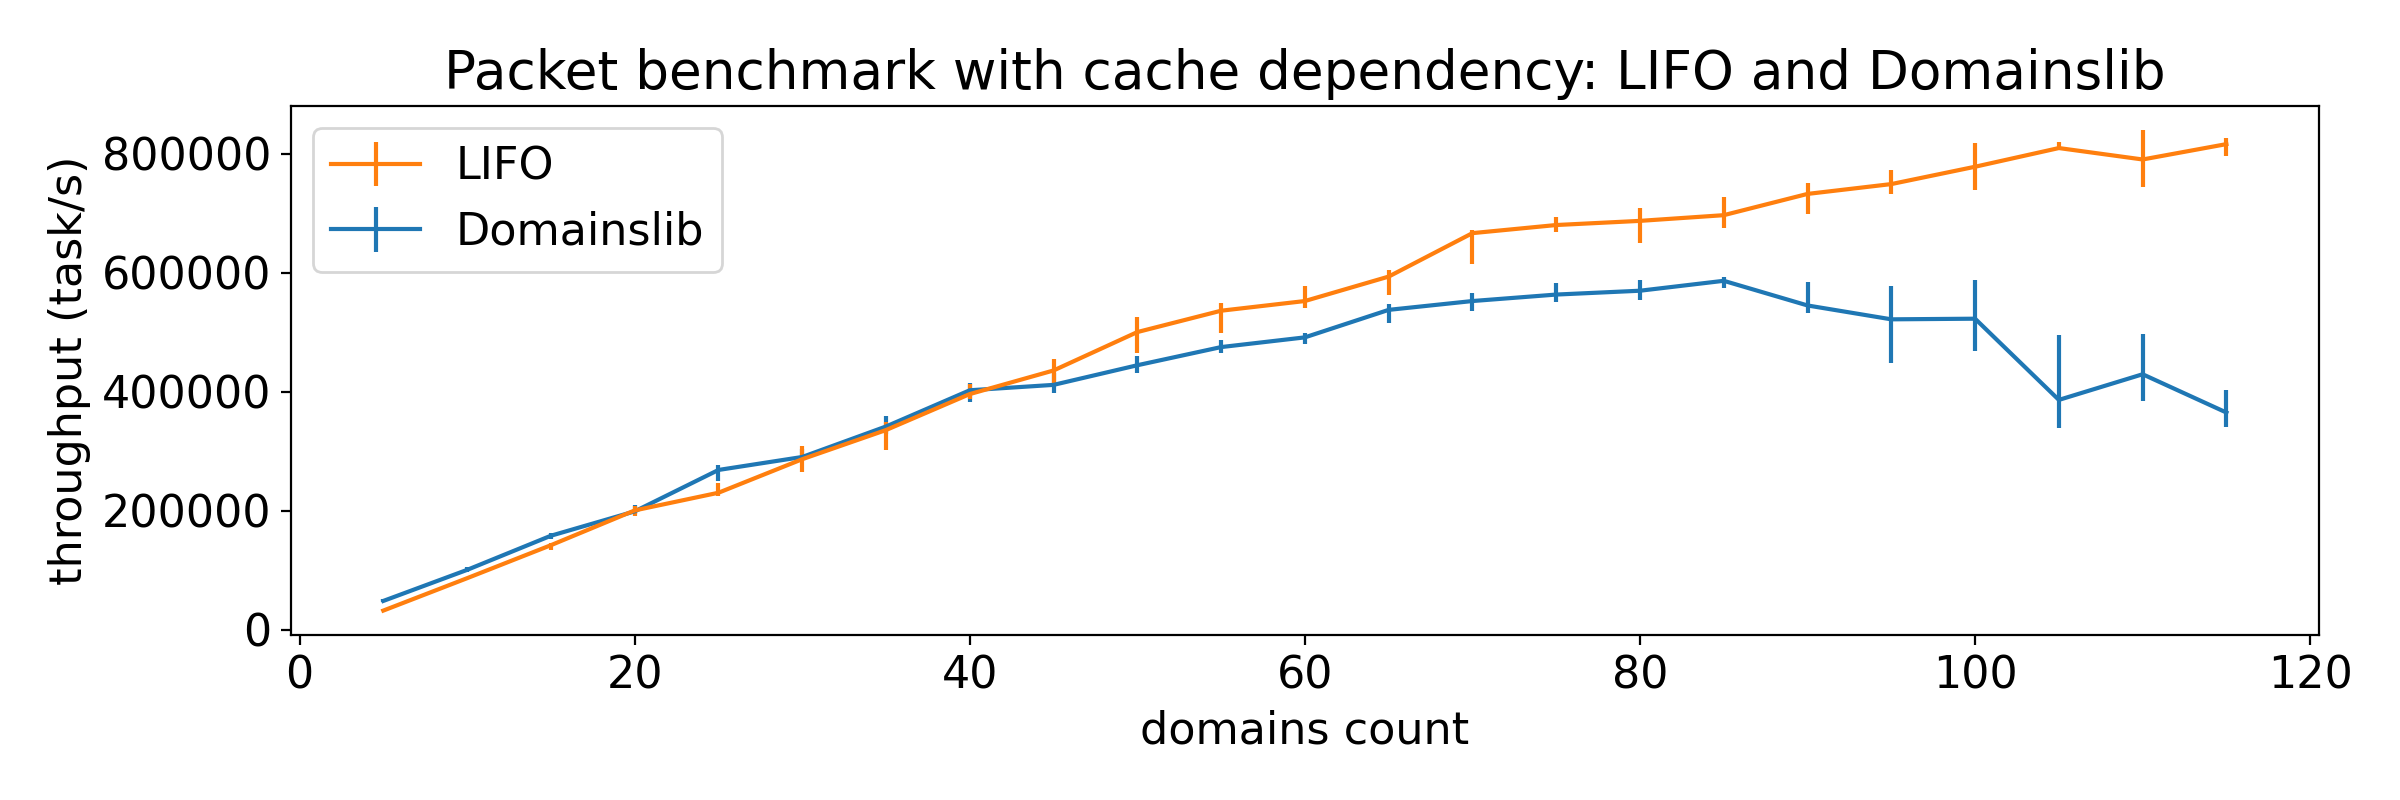 Packet benchmark with cache dependency: LIFO and Domainslib
LIFO
Domainslib
throughput (task/s)
800000
600000
400000
200000
0
0 20 40 60 80 100 120
domains count